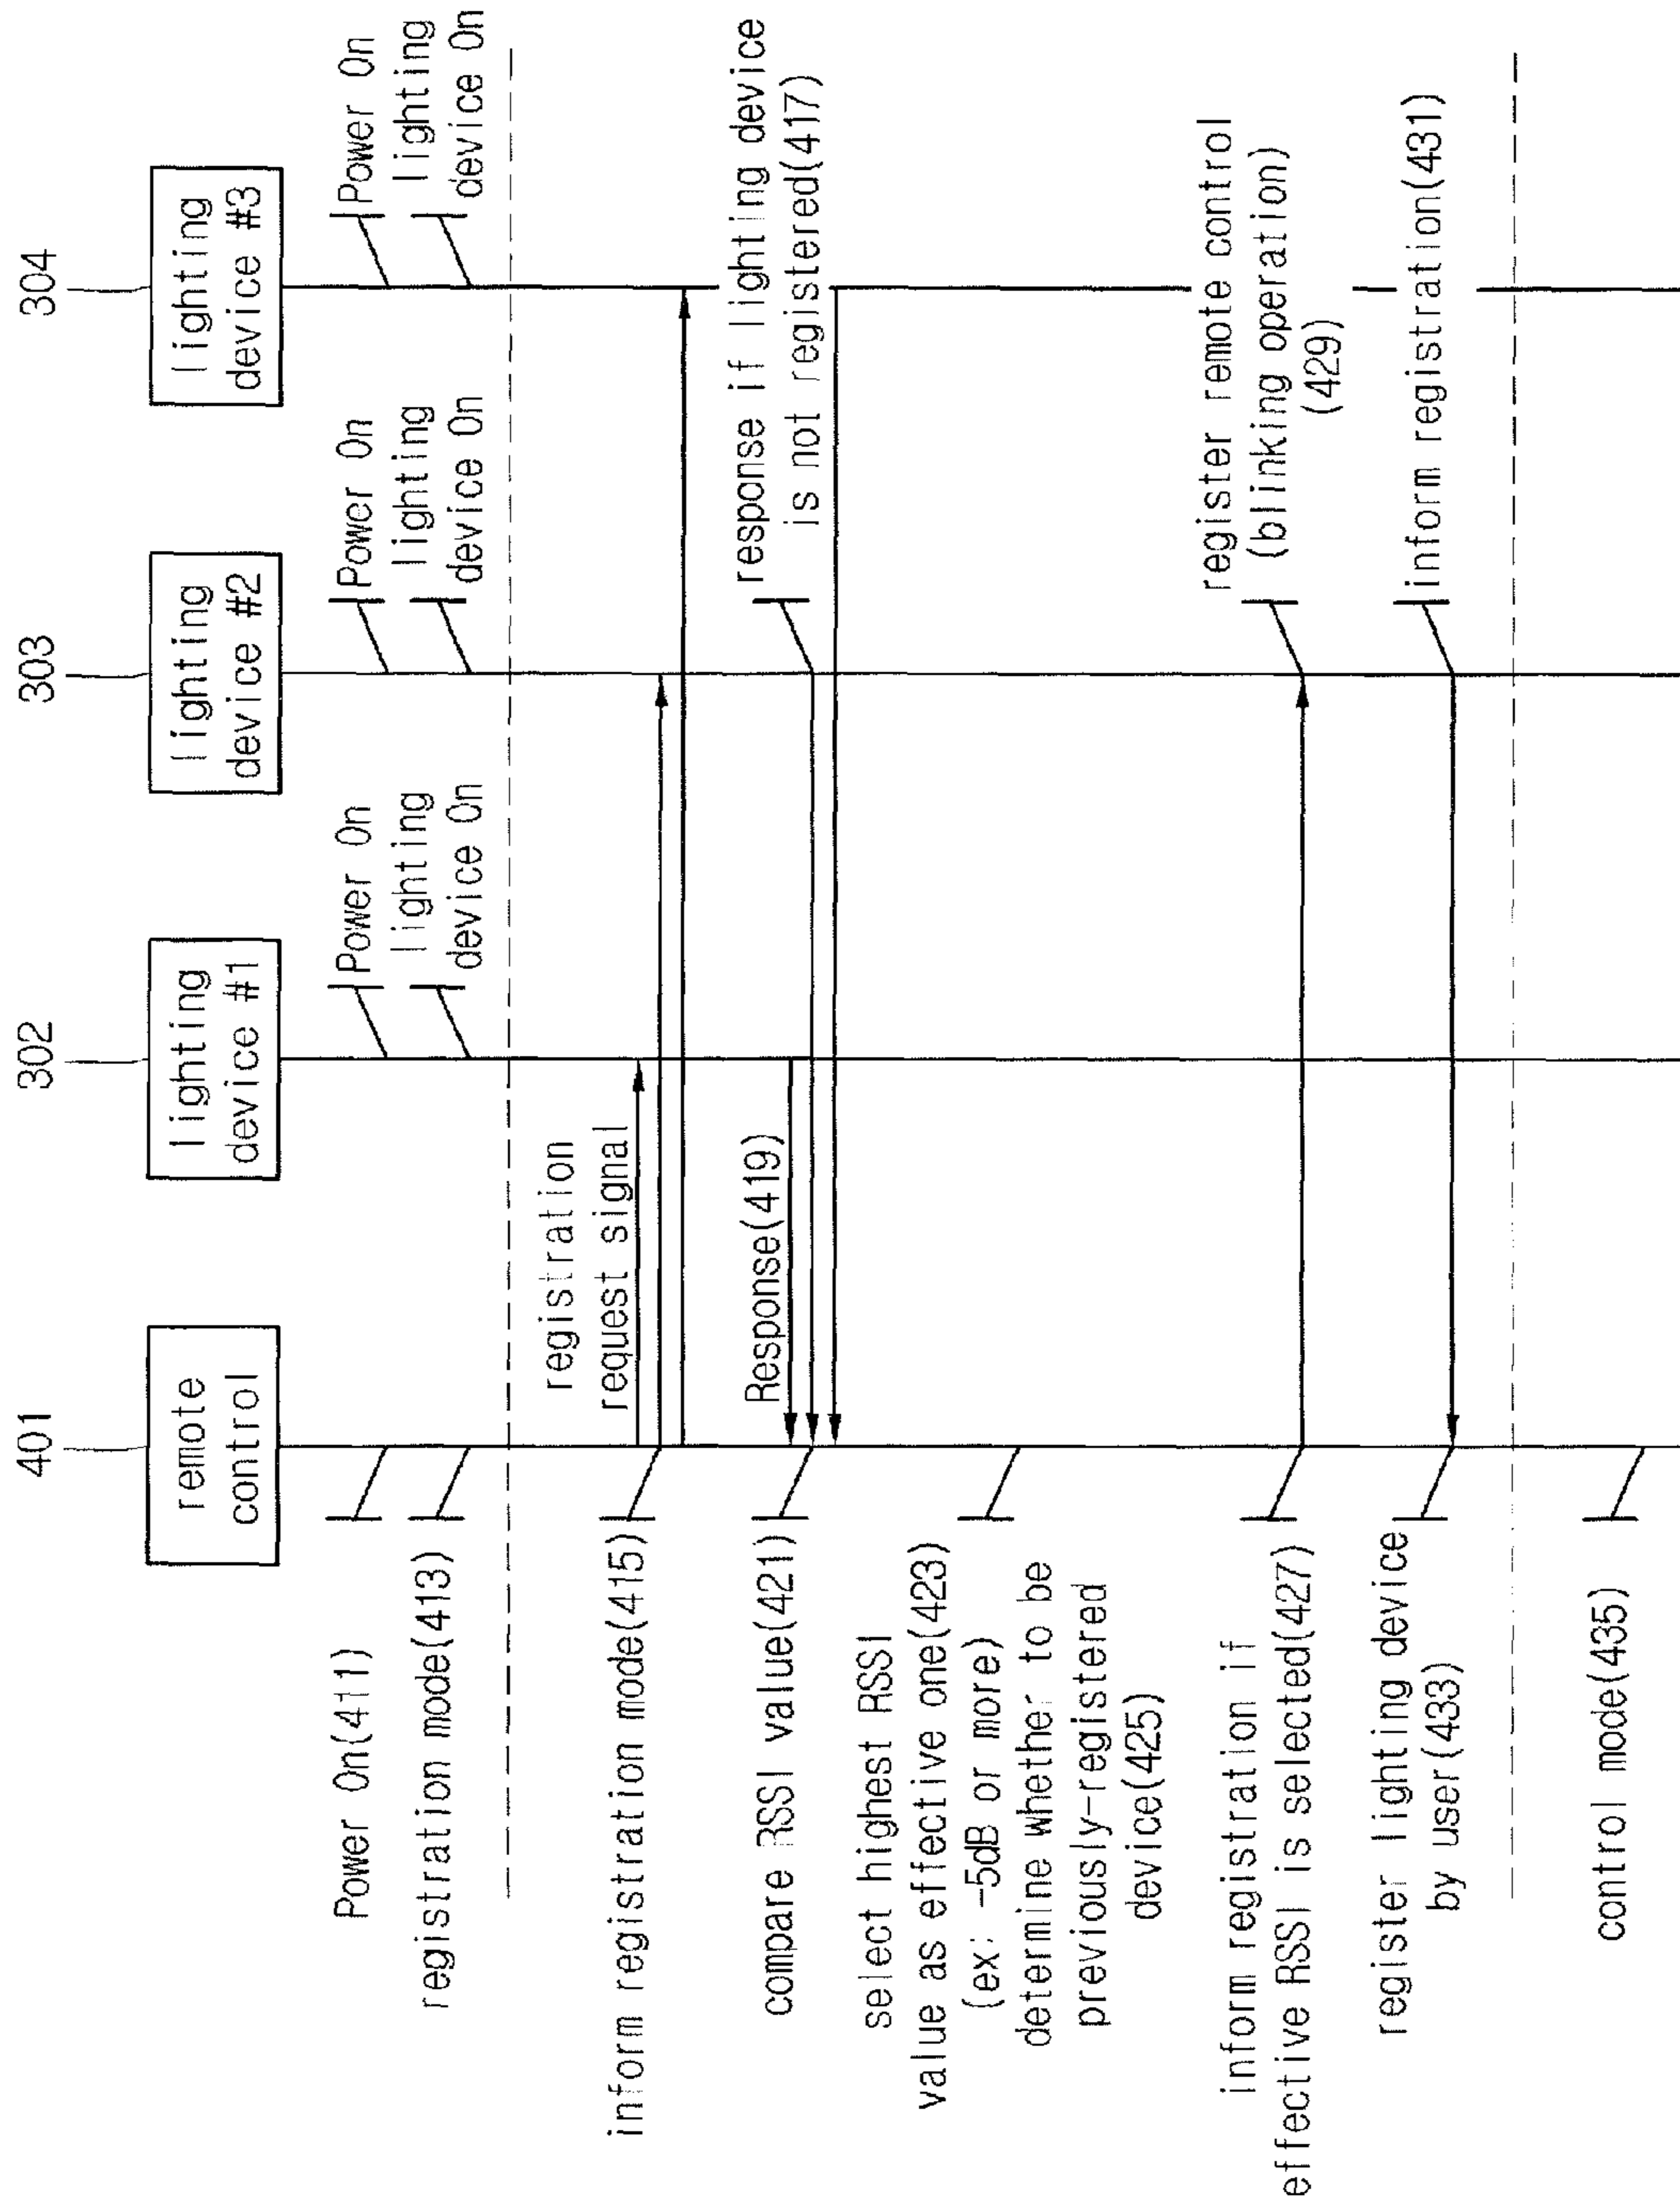 401
302
303
304
remote
control
lighting
device #1
lighting
device #2
lighting
device #3
Power On(411)
registration mode(413)
Power On
lighting
device On
Power On
lighting
device On
Power On
lighting
device On
registration
request signal
inform registration mode(415)
Response(419)
response if lighting device
is not registered(417)
compare RSSI value(421)
select highest RSSI
value as effective one(423)
(ex; -5dB or more)
determine whether to be
previously-registered
device(425)
inform registration if
effective RSSI is selected(427)
register remote control
(blinking operation)
(429)
register lighting device
by user(433)
inform registration(431)
control mode(435)